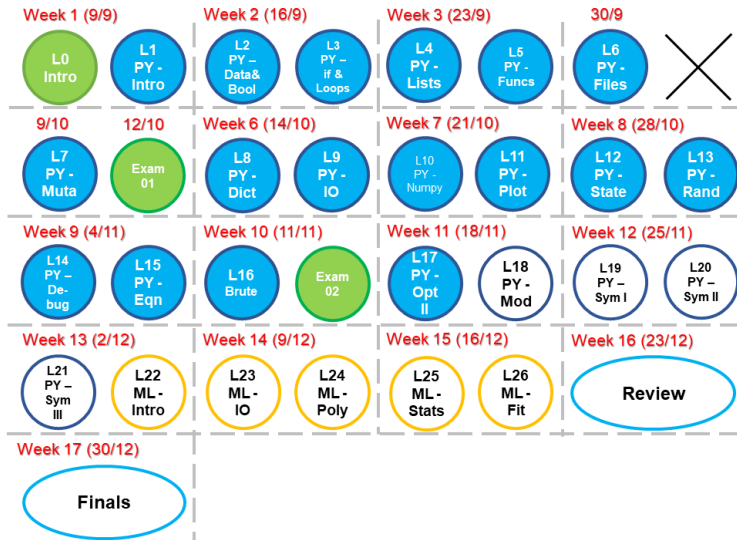 Week 1 (9/9)
Week 2 (16/9)
Week 3 (23/9)
30/9
L0
Intro
L1
PY -
Intro
L2
PY –
Data&
Bool
L3
PY –
if &
Loops
L4
PY -
Lists
L5
PY -
Funcs
L6
PY -
Files
9/10
12/10
Week 6 (14/10)
Week 7 (21/10)
Week 8 (28/10)
L7
PY -
Muta
Exam
01
L8
PY -
Dict
L9
PY -
IO
L10
PY -
Numpy
L11
PY -
Plot
L12
PY -
State
L13
PY -
Rand
Week 9 (4/11)
Week 10 (11/11)
Week 11 (18/11)
Week 12 (25/11)
L14
PY –
De-
bug
L15
PY -
Eqn
L16
Brute
Exam
02
L17
PY -
Opt
II
L18
PY -
Mod
L19
PY –
Sym I
L20
PY –
Sym II
Week 13 (2/12)
Week 14 (9/12)
Week 15 (16/12)
Week 16 (23/12)
L21
PY –
Sym
III
L22
ML -
Intro
L23
ML -
IO
L24
ML -
Poly
L25
ML -
Stats
L26
ML -
Fit
Review
Week 17 (30/12)
Finals